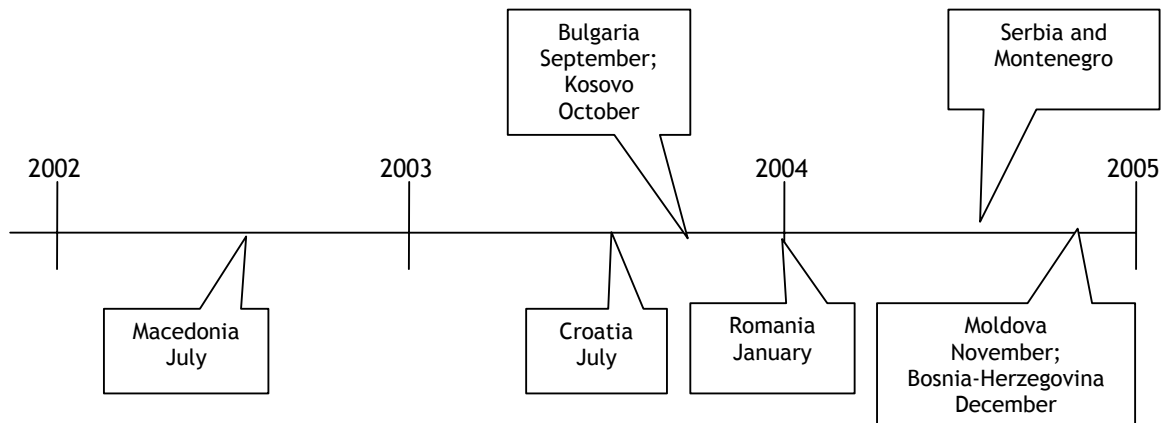 Bulgaria
September;
Kosovo
October
Serbia and
Montenegro
2002
2003
2004
2005
Macedonia
July
Croatia
July
Romania
January
Moldova
November;
Bosnia-Herzegovina
December